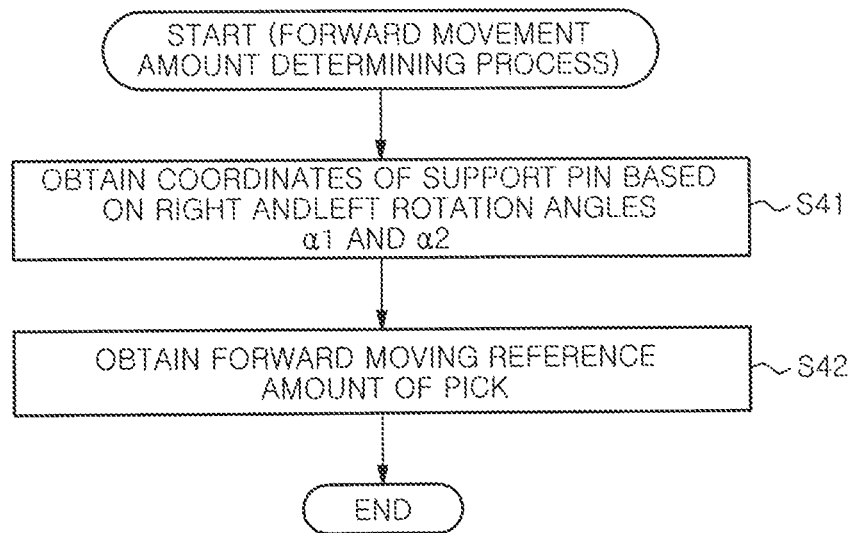 START (FORWARD MOVEMENT
AMOUNT DETERMINING PROCESS)
OBTAIN COORDINATES OF SUPPORT PIN BASED
ON RIGHT ANDLEFT ROTATION ANGLES
α1 AND α2
S41
OBTAIN FORWARD MOVING REFERENCE
AMOUNT OF PICK
S42
END